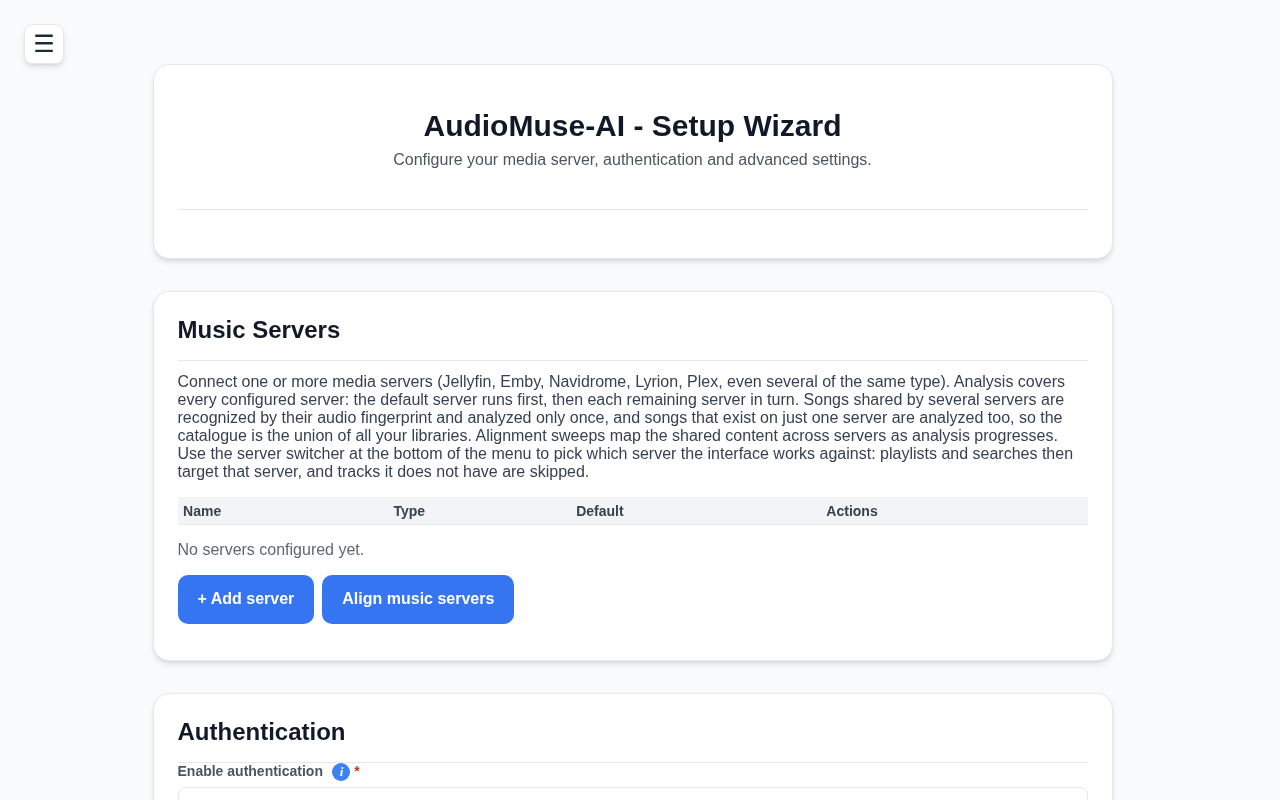 ☰
AudioMuse-AI - Setup Wizard
Configure your media server, authentication and advanced settings.
Music Servers
Connect one or more media servers (Jellyfin, Emby, Navidrome, Lyrion, Plex, even several of the same type). Analysis covers
every configured server: the default server runs first, then each remaining server in turn. Songs shared by several servers are
recognized by their audio fingerprint and analyzed only once, and songs that exist on just one server are analyzed too, so the
catalogue is the union of all your libraries. Alignment sweeps map the shared content across servers as analysis progresses.
Use the server switcher at the bottom of the menu to pick which server the interface works against: playlists and searches then
target that server, and tracks it does not have are skipped.
Name Type Default Actions
No servers configured yet.
+ Add server Align music servers
Authentication
Enable authentication i *